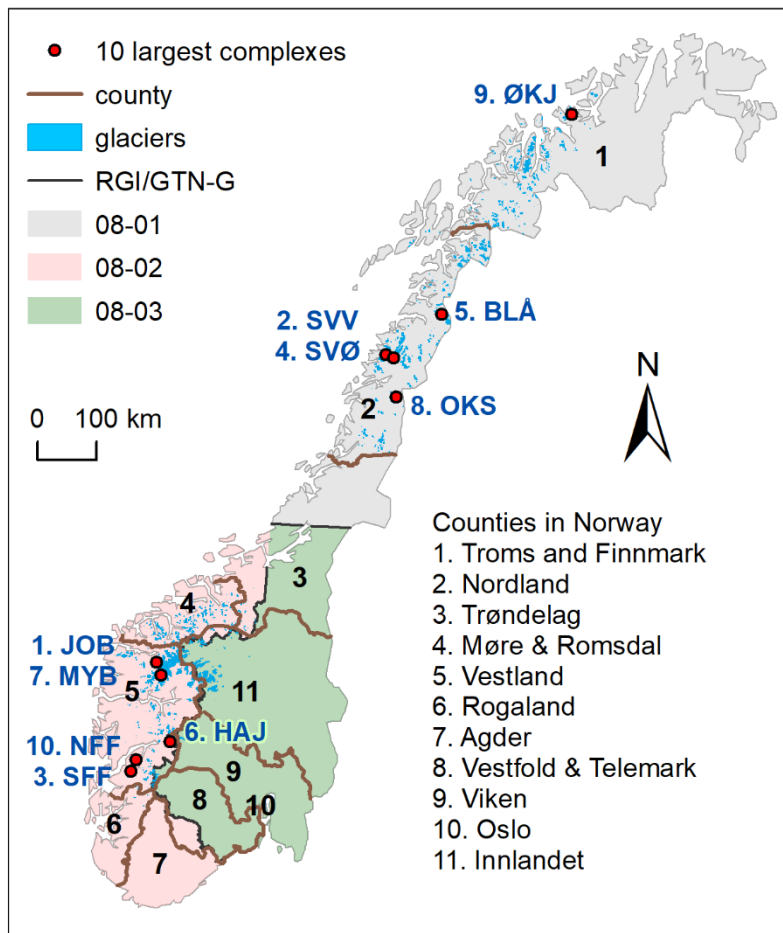 10 largest complexes
county
glaciers
RGI/GTN-G
08-01
08-02
08-03
9. ØKJ
1
2. SVV
4. SVØ
5. BLÅ
8. OKS
2
0 100 km
N
3
4
1. JOB
7. MYB
5
11
6. HAJ
10. NFF
3. SFF
9
8
10
6
7
Counties in Norway
1. Troms and Finnmark
2. Nordland
3. Trøndelag
4. Møre & Romsdal
5. Vestland
6. Rogaland
7. Agder
8. Vestfold & Telemark
9. Viken
10. Oslo
11. Innlandet